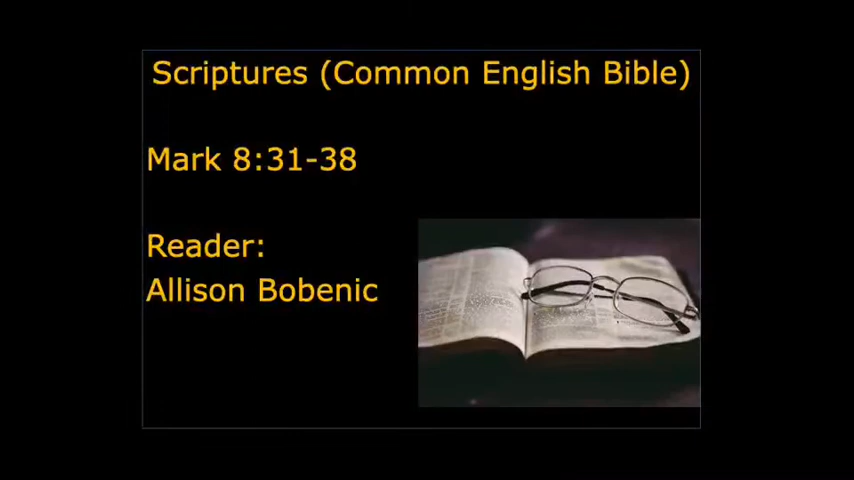 Scriptures (Common English Bible)
Mark 8:31-38
Reader:
Allison Bobenic